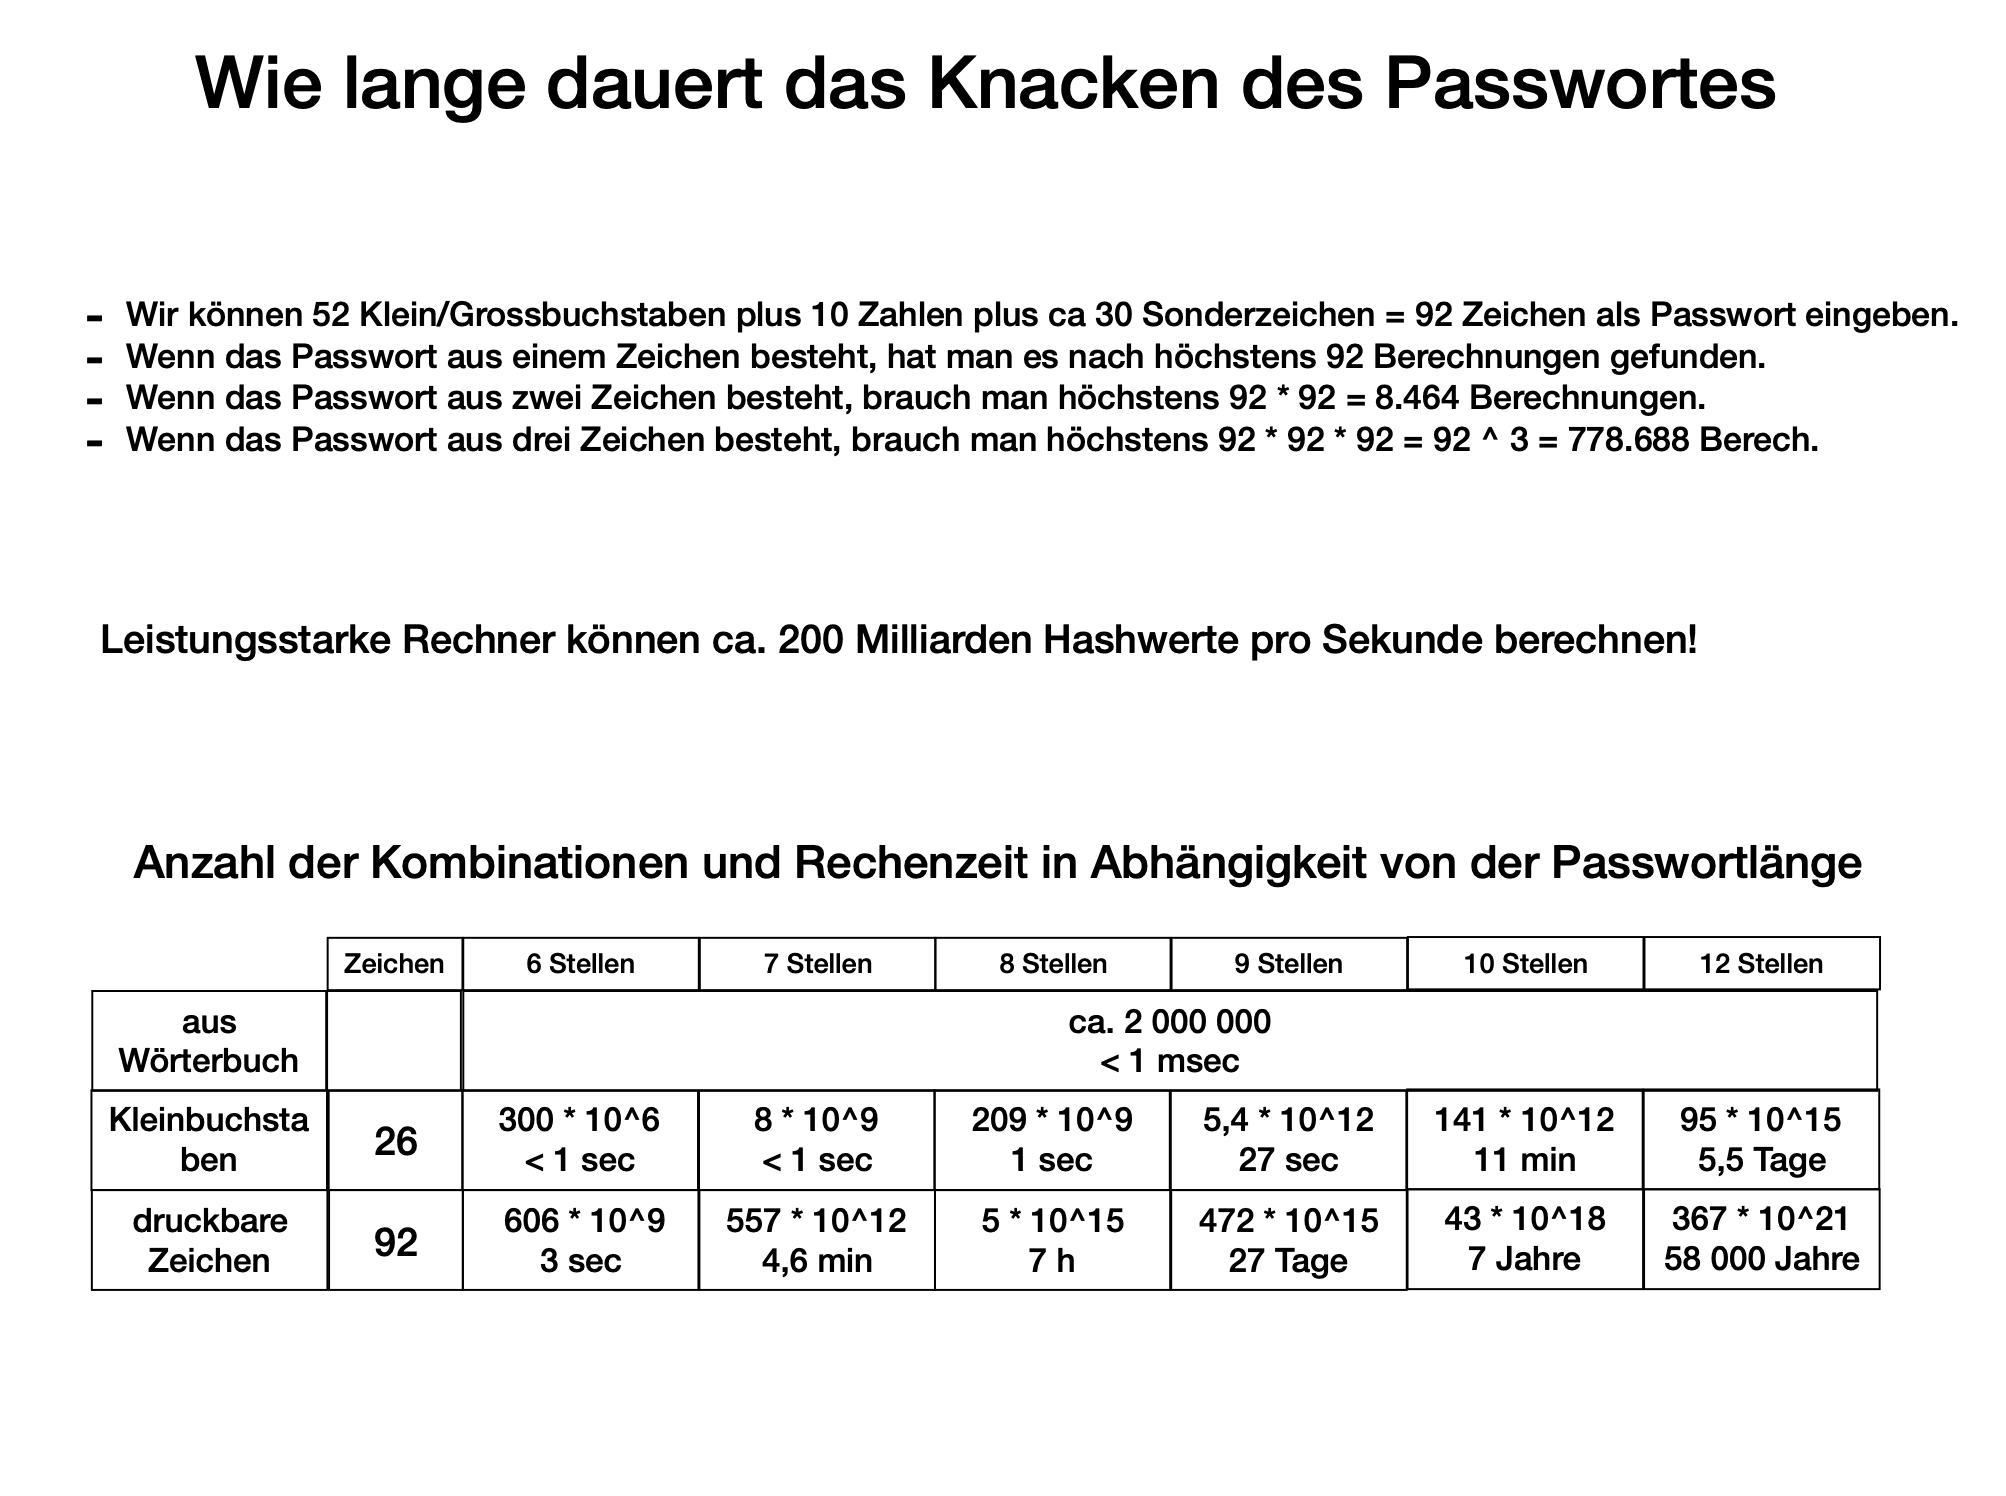 Wie lange dauert das Knacken des Passwortes
- Wir können 52 Klein/Grossbuchstaben plus 10 Zahlen plus ca 30 Sonderzeichen = 92 Zeichen als Passwort eingeben.
- Wenn das Passwort aus einem Zeichen besteht, hat man es nach höchstens 92 Berechnungen gefunden.
- Wenn das Passwort aus zwei Zeichen besteht, brauch man höchstens 92 * 92 = 8.464 Berechnungen.
- Wenn das Passwort aus drei Zeichen besteht, brauch man höchstens 92 * 92 * 92 = 92 ^ 3 = 778.688 Berech.
Leistungsstarke Rechner können ca. 200 Milliarden Hashwerte pro Sekunde berechnen!
Anzahl der Kombinationen und Rechenzeit in Abhängigkeit von der Passwortlänge
Zeichen 6 Stellen 7 Stellen 8 Stellen 9 Stellen 10 Stellen 12 Stellen
aus ca. 2 000 000
Wörterbuch < 1 msec
Kleinbuchsta 26 300 * 10^6 8 * 10^9 209 * 10^9 5,4 * 10^12 141 * 10^12 95 * 10^15
ben < 1 sec < 1 sec 1 sec 27 sec 11 min 5,5 Tage
druckbare 92 606 * 10^9 557 * 10^12 5 * 10^15 472 * 10^15 43 * 10^18 367 * 10^21
Zeichen 3 sec 4,6 min 7 h 27 Tage 7 Jahre 58 000 Jahre